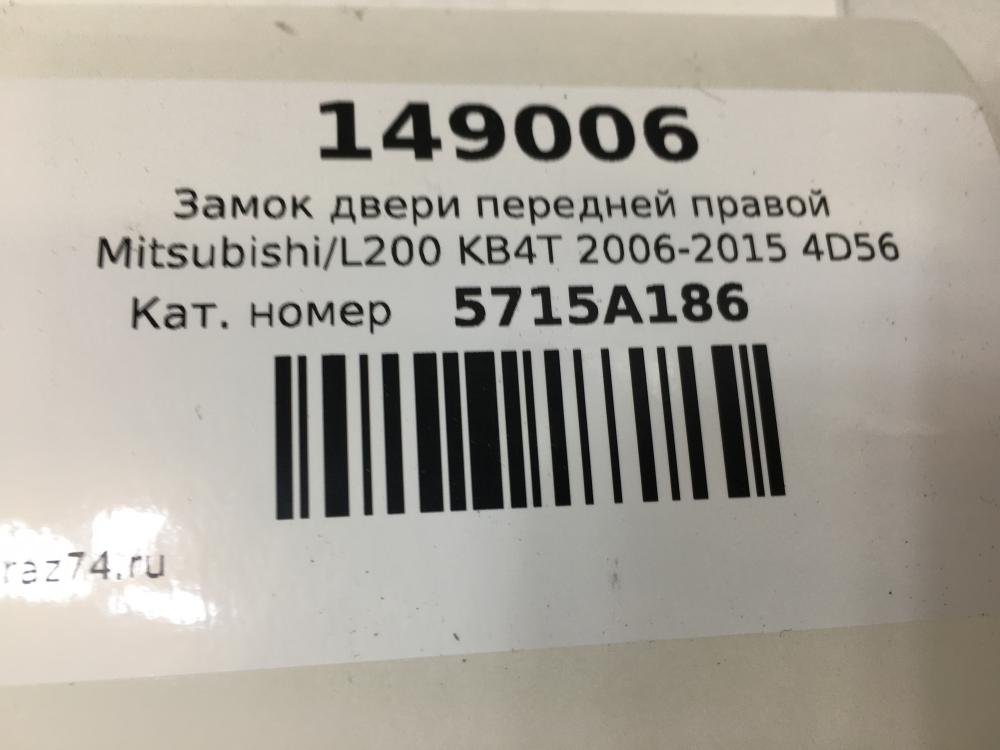 149006
Замок двери передней правой
Mitsubishi/L200 KB4T 2006-2015 4D56
Кат. номер 5715A186
raz74.ru